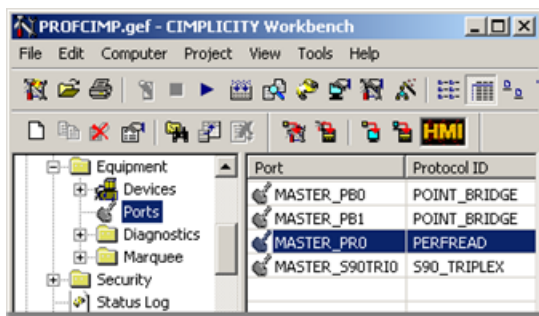 PROFCIMP.gef - CIMPLICITY Workbench
File Edit Computer Project View Tools Help
HMI
Equipment
Devices
Ports
Diagnostics
Marquee
Security
Status Log
Port Protocol ID
MASTER_PB0 POINT_BRIDGE
MASTER_PB1 POINT_BRIDGE
MASTER_PR0 PERFREAD
MASTER_S90TRI0 S90_TRIPLEX